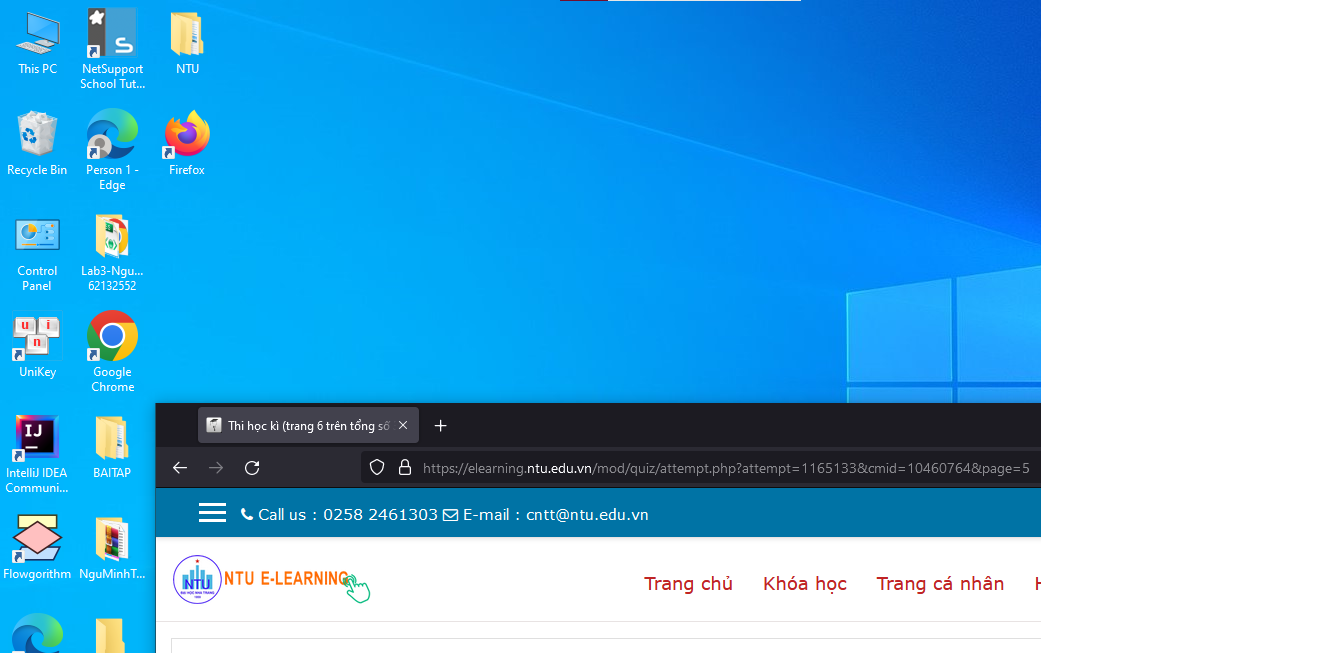 This PC
NetSupport
School Tut...
NTU
Recycle Bin
Person 1 -
Edge
Firefox
Control
Panel
Lab3-Ngu...
62132552
u i n
UniKey
Google
Chrome
IJ
IntelliJ IDEA
Communi...
BAITAP
Flowgorithm
NguMinhT...
Thi học kì (trang 6 trên tổng số
https://elearning.ntu.edu.vn/mod/quiz/attempt.php?attempt=1165133&cmid=10460764&page=5
Call us : 0258 2461303 E-mail : cntt@ntu.edu.vn
NTU
NTU E-LEARNING
Trang chủ Khóa học Trang cá nhân